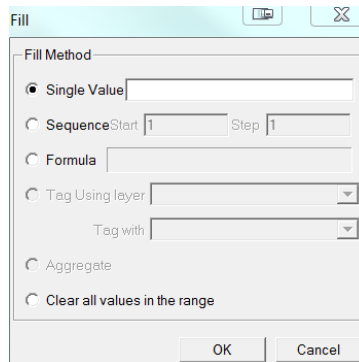 Fill
Fill Method
Single Value
Sequence Start 1 Step 1
Formula
Tag Using layer
Tag with
Aggregate
Clear all values in the range
OK Cancel